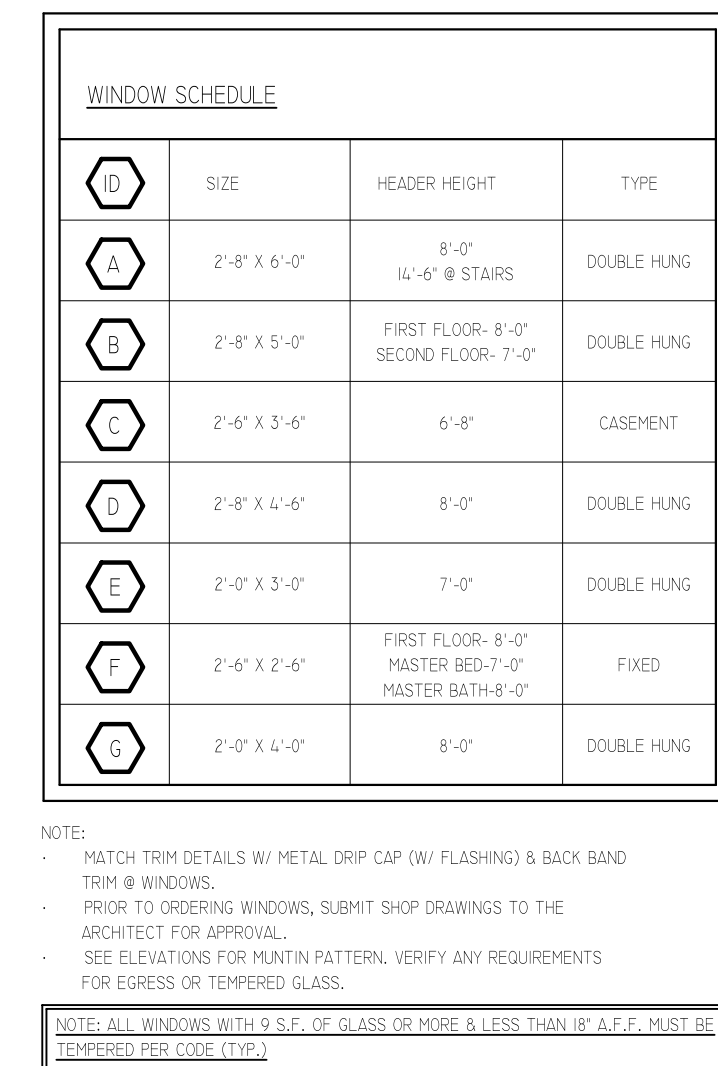 WINDOW SCHEDULE
ID SIZE HEADER HEIGHT TYPE
A 2'-8" X 6'-0" 8'-0" DOUBLE HUNG
14'-6" @ STAIRS
B 2'-8" X 5'-0" FIRST FLOOR- 8'-0" DOUBLE HUNG
SECOND FLOOR- 7'-0"
C 2'-6" X 3'-6" 6'-8" CASEMENT
D 2'-8" X 4'-6" 8'-0" DOUBLE HUNG
E 2'-0" X 3'-0" 7'-0" DOUBLE HUNG
F 2'-6" X 2'-6" FIRST FLOOR- 8'-0" FIXED
MASTER BED-7'-0"
MASTER BATH-8'-0"
G 2'-0" X 4'-0" 8'-0" DOUBLE HUNG
NOTE:
· MATCH TRIM DETAILS W/ METAL DRIP CAP (W/ FLASHING) & BACK BAND
TRIM @ WINDOWS.
· PRIOR TO ORDERING WINDOWS, SUBMIT SHOP DRAWINGS TO THE
ARCHITECT FOR APPROVAL.
· SEE ELEVATIONS FOR MUNTIN PATTERN. VERIFY ANY REQUIREMENTS
FOR EGRESS OR TEMPERED GLASS.
NOTE: ALL WINDOWS WITH 9 S.F. OF GLASS OR MORE & LESS THAN 18" A.F.F. MUST BE
TEMPERED PER CODE (TYP.)